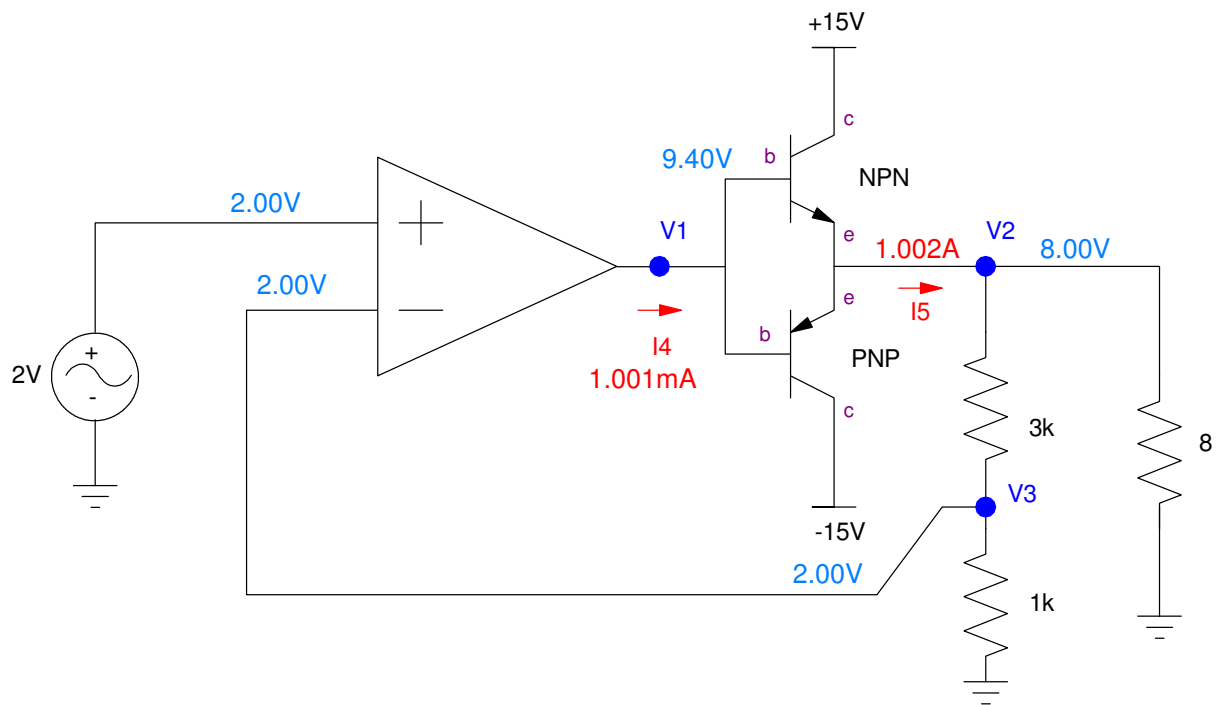 +15V
c
9.40V
b
NPN
2.00V
+
V1
e
1.002A
V2
8.00V
2.00V
−
I5
e
I4
b
PNP
1.001mA
2V
+
-
c
3k
8
V3
-15V
2.00V
1k